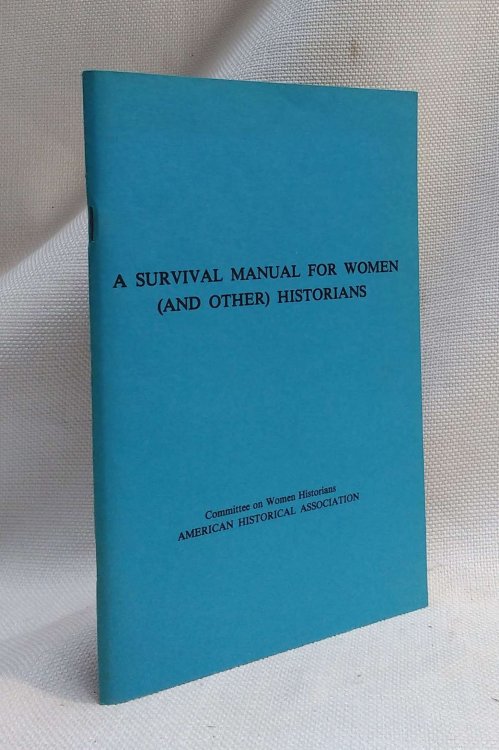 A SURVIVAL MANUAL FOR WOMEN
(AND OTHER) HISTORIANS
Committee on Women Historians
AMERICAN HISTORICAL ASSOCIATION